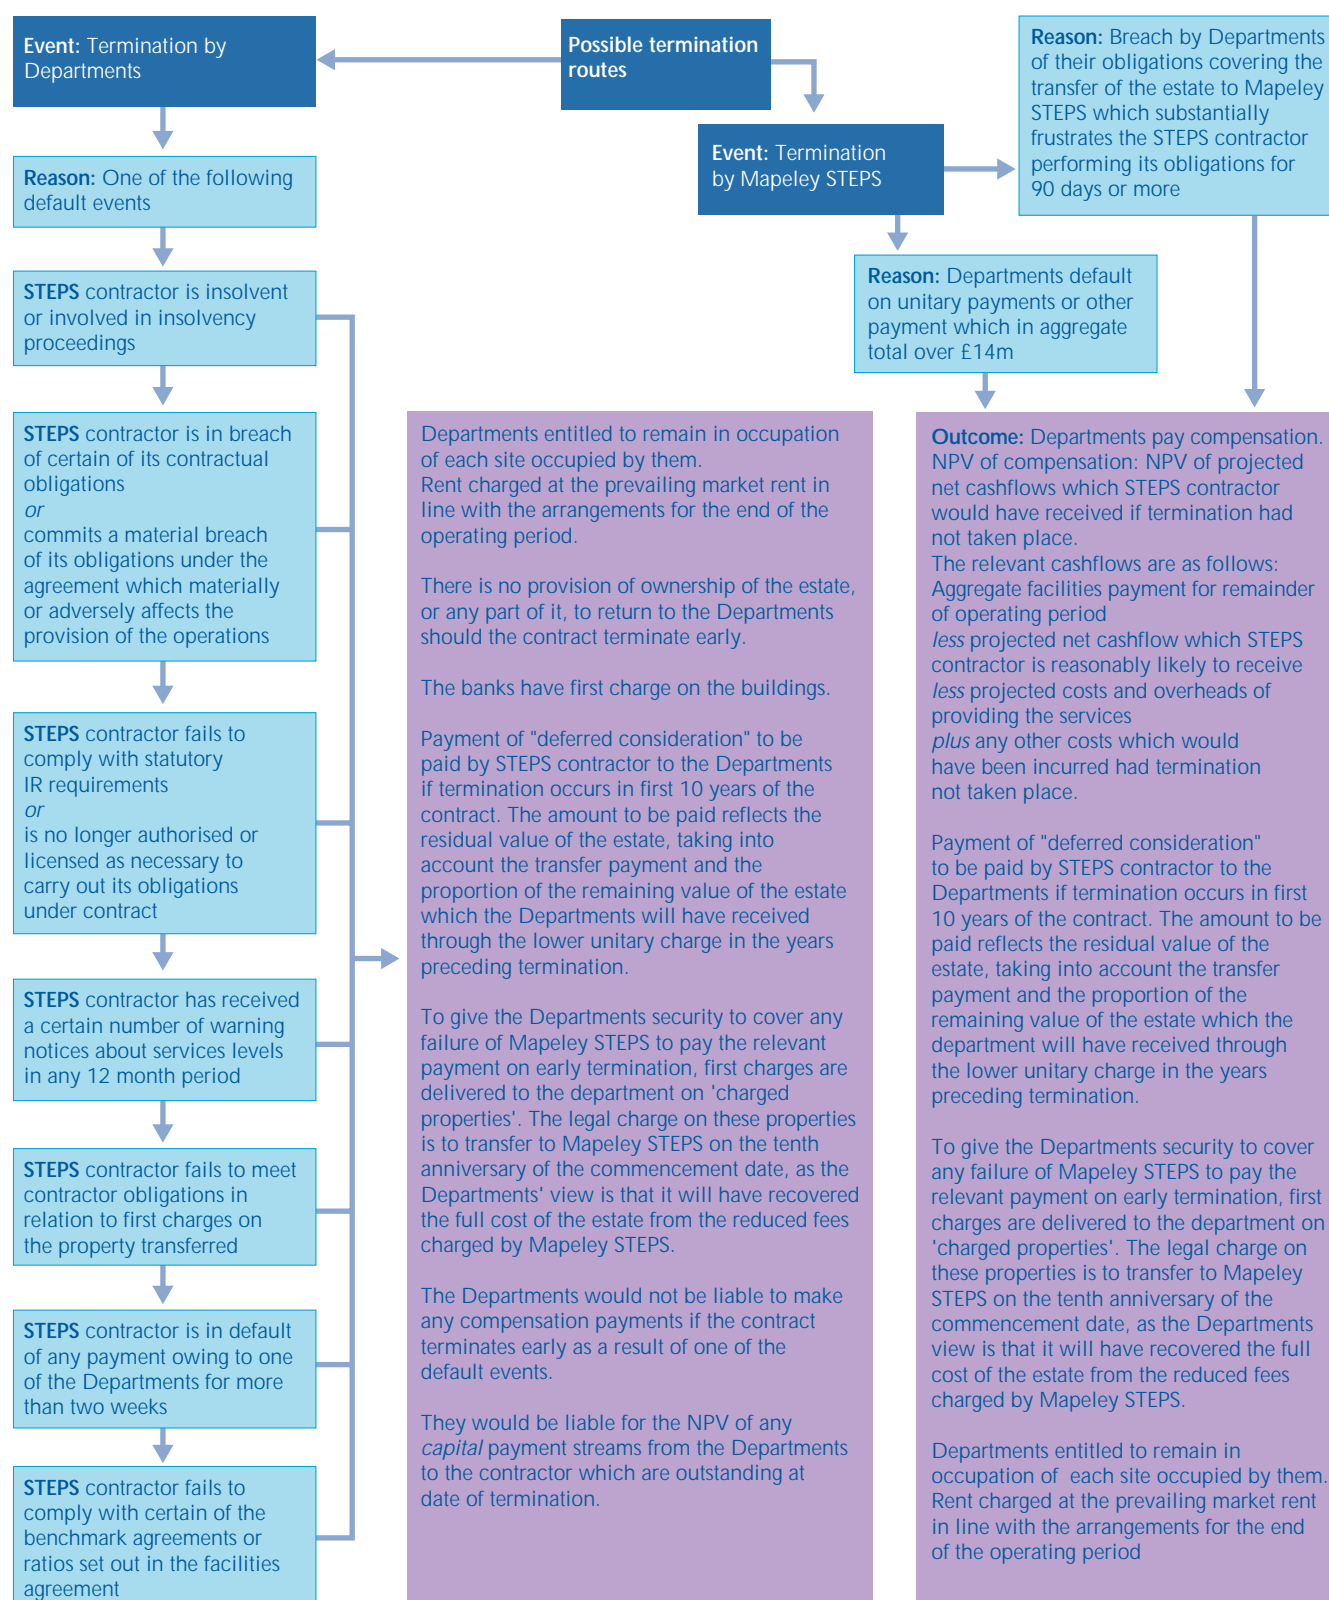 Event: Termination by
Departments
Possible termination
routes
Reason: Breach by Departments
of their obligations covering the
transfer of the estate to Mapeley
STEPS which substantially
frustrates the STEPS contractor
performing its obligations for
90 days or more
Event: Termination
by Mapeley STEPS
Reason: One of the following
default events
Reason: Departments default
on unitary payments or other
payment which in aggregate
total over £14m
STEPS contractor is insolvent
or involved in insolvency
proceedings
STEPS contractor is in breach
of certain of its contractual
obligations
or
commits a material breach
of its obligations under the
agreement which materially
or adversely affects the
provision of the operations
STEPS contractor fails to
comply with statutory
IR requirements
or
is no longer authorised or
licensed as necessary to
carry out its obligations
under contract
STEPS contractor has received
a certain number of warning
notices about services levels
in any 12 month period
STEPS contractor fails to meet
contractor obligations in
relation to first charges on
the property transferred
STEPS contractor is in default
of any payment owing to one
of the Departments for more
than two weeks
STEPS contractor fails to
comply with certain of the
benchmark agreements or
ratios set out in the facilities
agreement
Departments entitled to remain in occupation
of each site occupied by them.
Rent charged at the prevailing market rent in
line with the arrangements for the end of the
operating period.
There is no provision of ownership of the estate,
or any part of it, to return to the Departments
should the contract terminate early.
The banks have first charge on the buildings.
Payment of "deferred consideration" to be
paid by STEPS contractor to the Departments
if termination occurs in first 10 years of the
contract. The amount to be paid reflects the
residual value of the estate, taking into
account the transfer payment and the
proportion of the remaining value of the estate
which the Departments will have received
through the lower unitary charge in the years
preceding termination.
To give the Departments security to cover any
failure of Mapeley STEPS to pay the relevant
payment on early termination, first charges are
delivered to the department on 'charged
properties'. The legal charge on these properties
is to transfer to Mapeley STEPS on the tenth
anniversary of the commencement date, as the
Departments' view is that it will have recovered
the full cost of the estate from the reduced fees
charged by Mapeley STEPS.
The Departments would not be liable to make
any compensation payments if the contract
terminates early as a result of one of the
default events.
They would be liable for the NPV of any
capital payment streams from the Departments
to the contractor which are outstanding at
date of termination.
Outcome: Departments pay compensation.
NPV of compensation: NPV of projected
net cashflows which STEPS contractor
would have received if termination had
not taken place.
The relevant cashflows are as follows:
Aggregate facilities payment for remainder
of operating period
less projected net cashflow which STEPS
contractor is reasonably likely to receive
less projected costs and overheads of
providing the services
plus any other costs which would
have been incurred had termination
not taken place.
Payment of "deferred consideration"
to be paid by STEPS contractor to the
Departments if termination occurs in first
10 years of the contract. The amount to be
paid reflects the residual value of the
estate, taking into account the transfer
payment and the proportion of the
remaining value of the estate which the
department will have received through
the lower unitary charge in the years
preceding termination.
To give the Departments security to cover
any failure of Mapeley STEPS to pay the
relevant payment on early termination, first
charges are delivered to the department on
'charged properties'. The legal charge on
these properties is to transfer to Mapeley
STEPS on the tenth anniversary of the
commencement date, as the Departments
view is that it will have recovered the full
cost of the estate from the reduced fees
charged by Mapeley STEPS.
Departments entitled to remain in
occupation of each site occupied by them.
Rent charged at the prevailing market rent
in line with the arrangements for the end
of the operating period